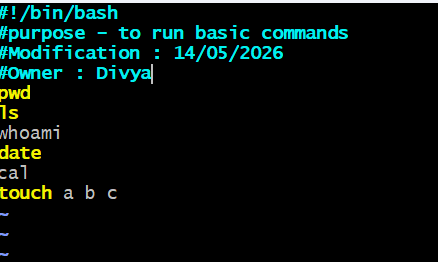 #!/bin/bash
#purpose - to run basic commands
#Modification : 14/05/2026
#Owner : Divya
pwd
ls
whoami
date
cal
touch a b c
~
~
~